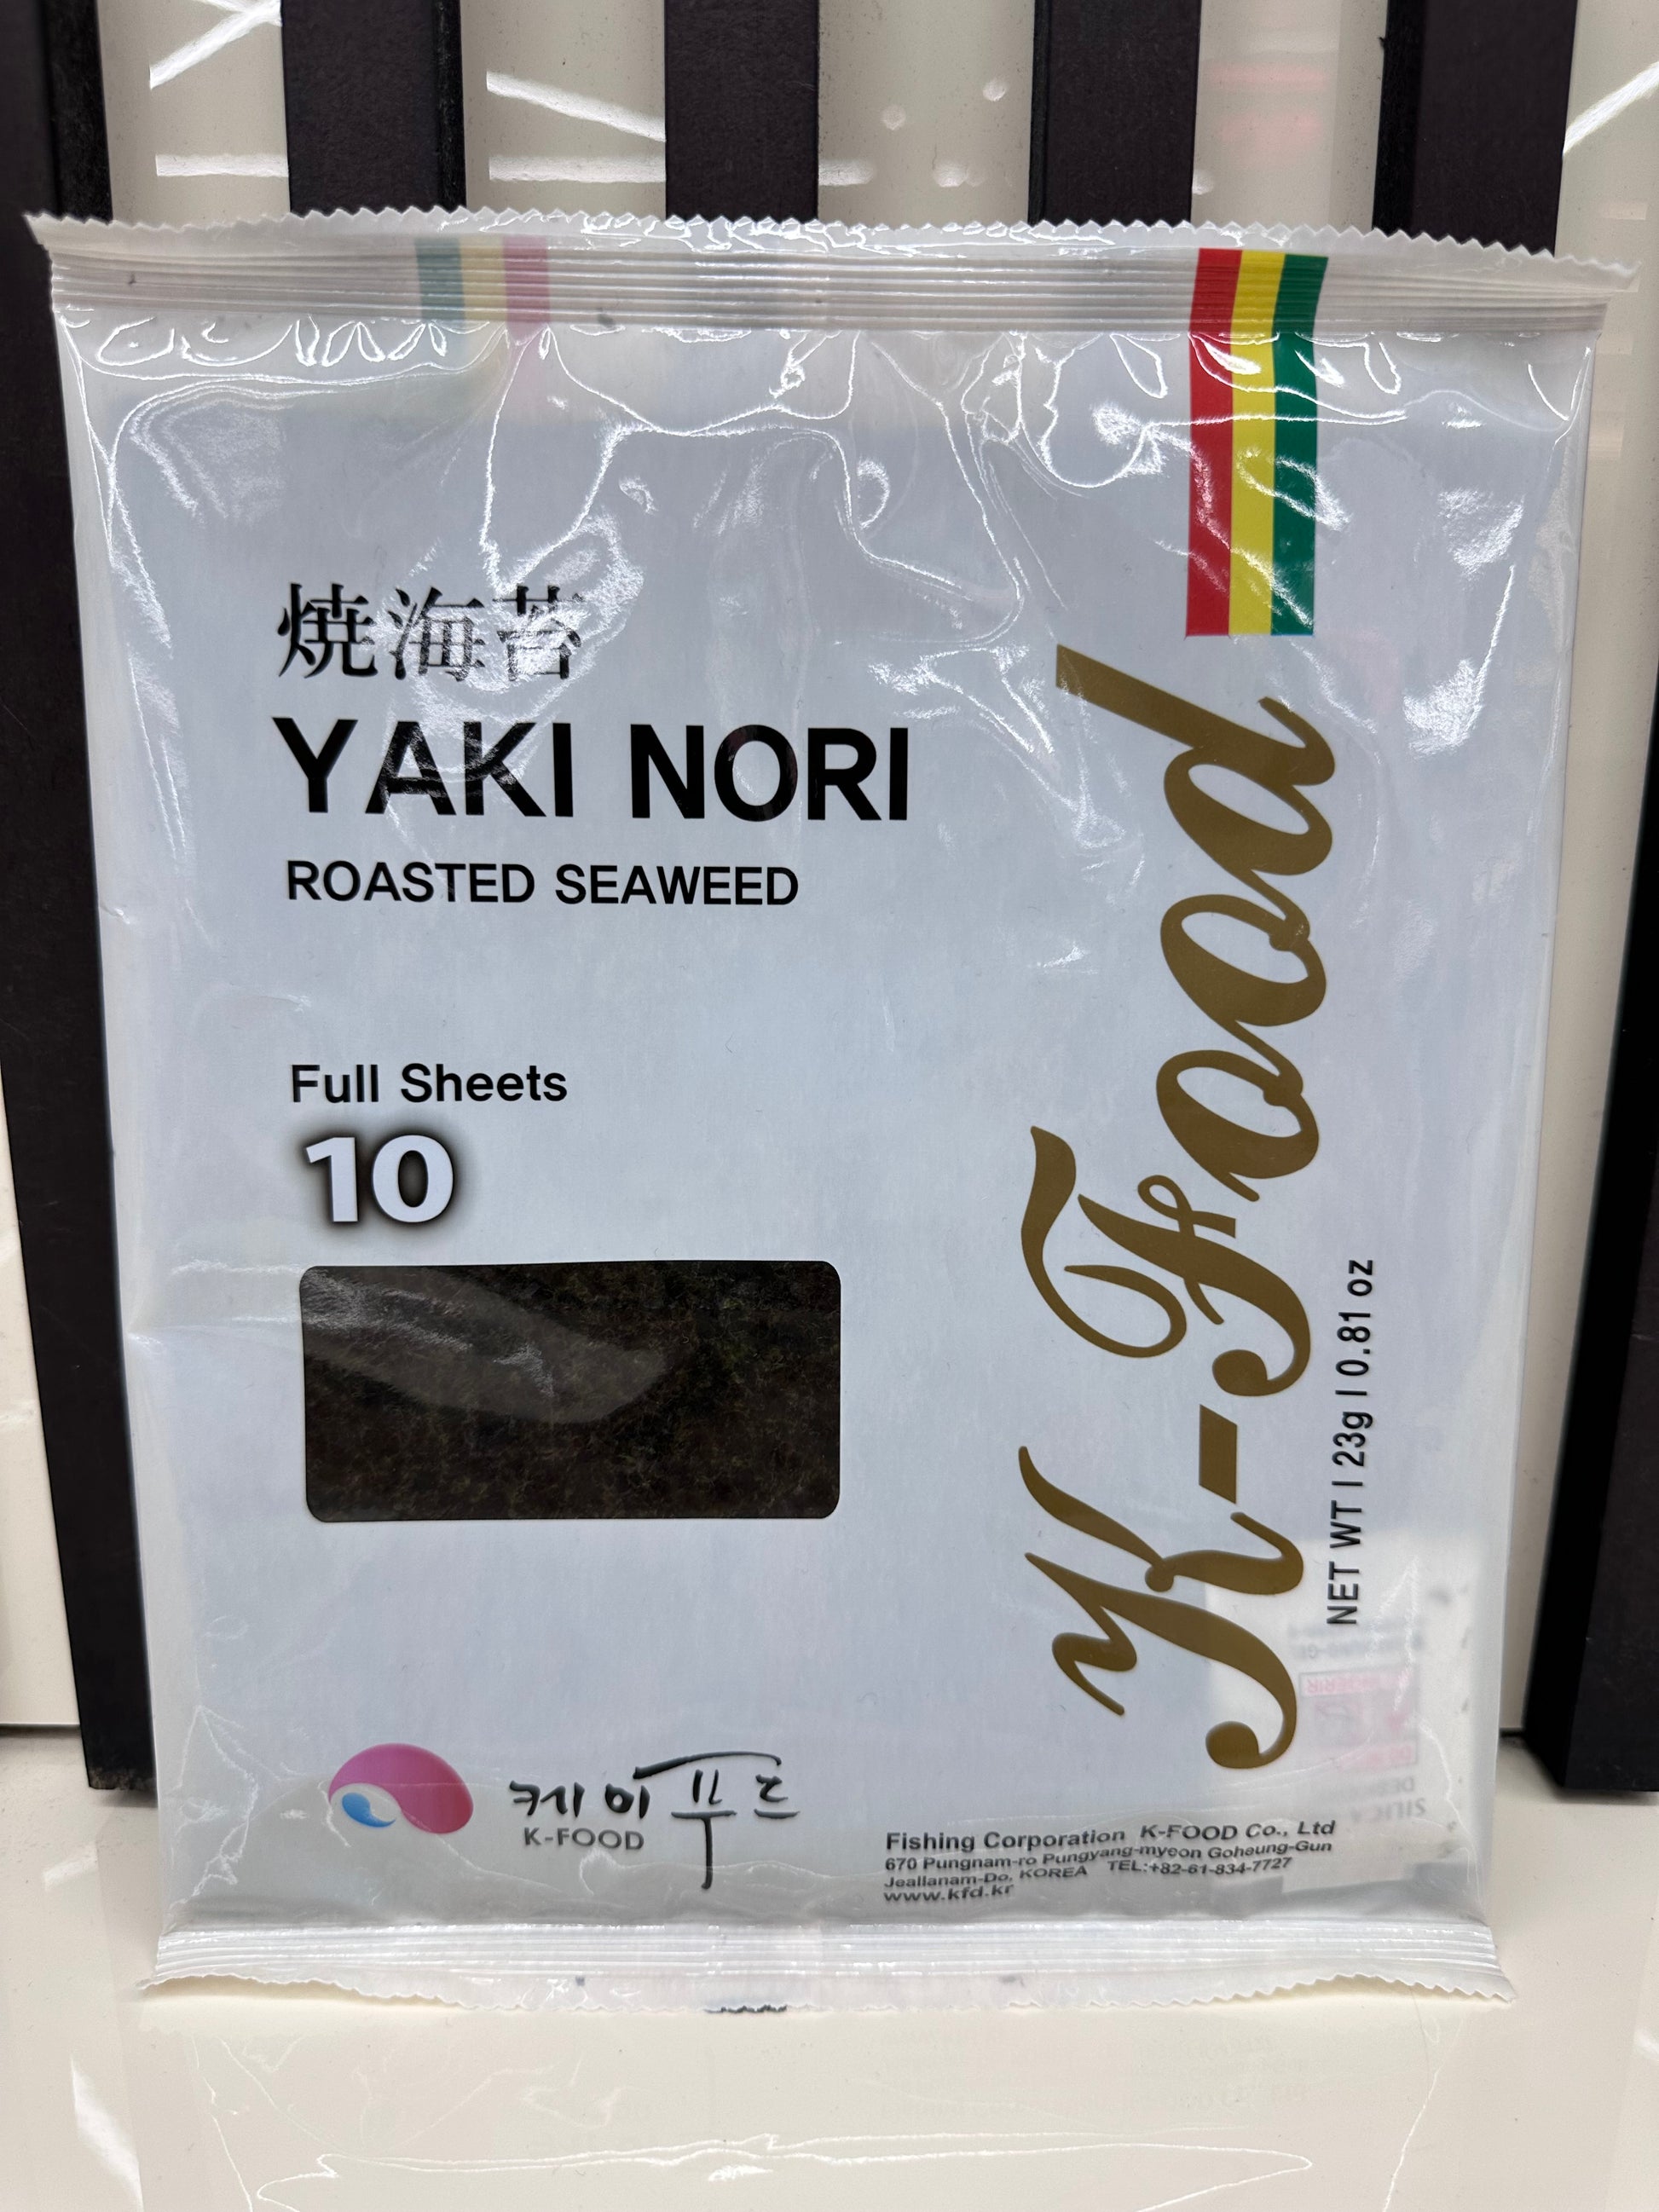 焼海苔
YAKI NORI
ROASTED SEAWEED
Full Sheets
10
K-Food
NET WT I 23g I 0.81 oz
케이푸드
K-FOOD
Fishing Corporation K-FOOD Co., Ltd
670 Pungnam-ro Pungyang-myeon Goheung-Gun
Jeallanam-Do, KOREA TEL:+82-61-834-7727
www.kfd.kr